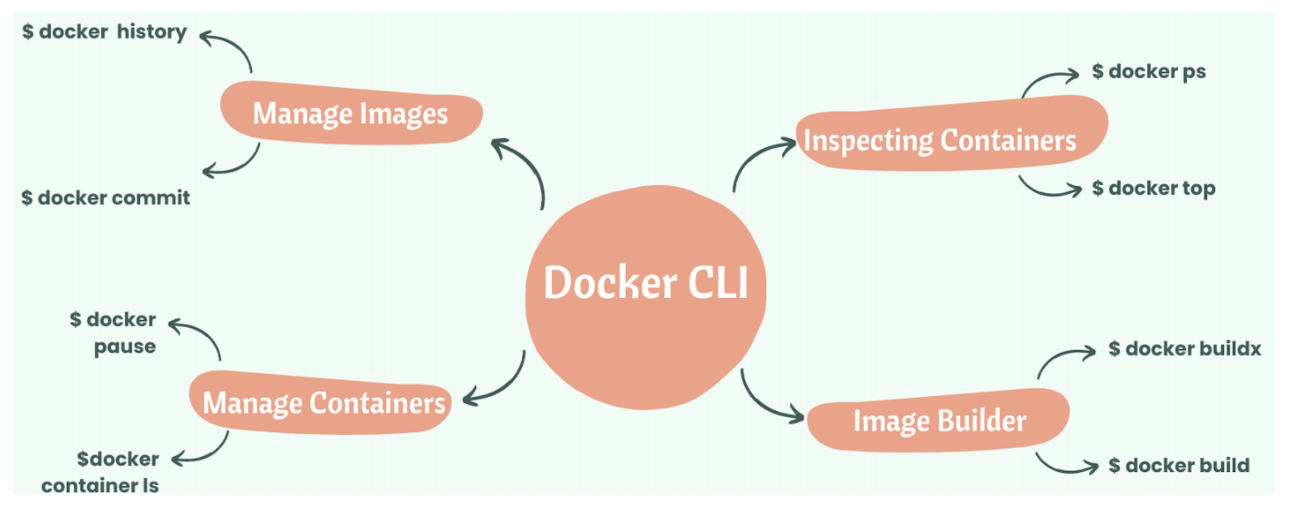 $ docker  history
Manage Images
$ docker commit
$ docker ps
Inspecting Containers
$ docker top
Docker CLI
$ docker
pause
Manage Containers
$docker
container ls
$ docker buildx
Image Builder
$ docker build